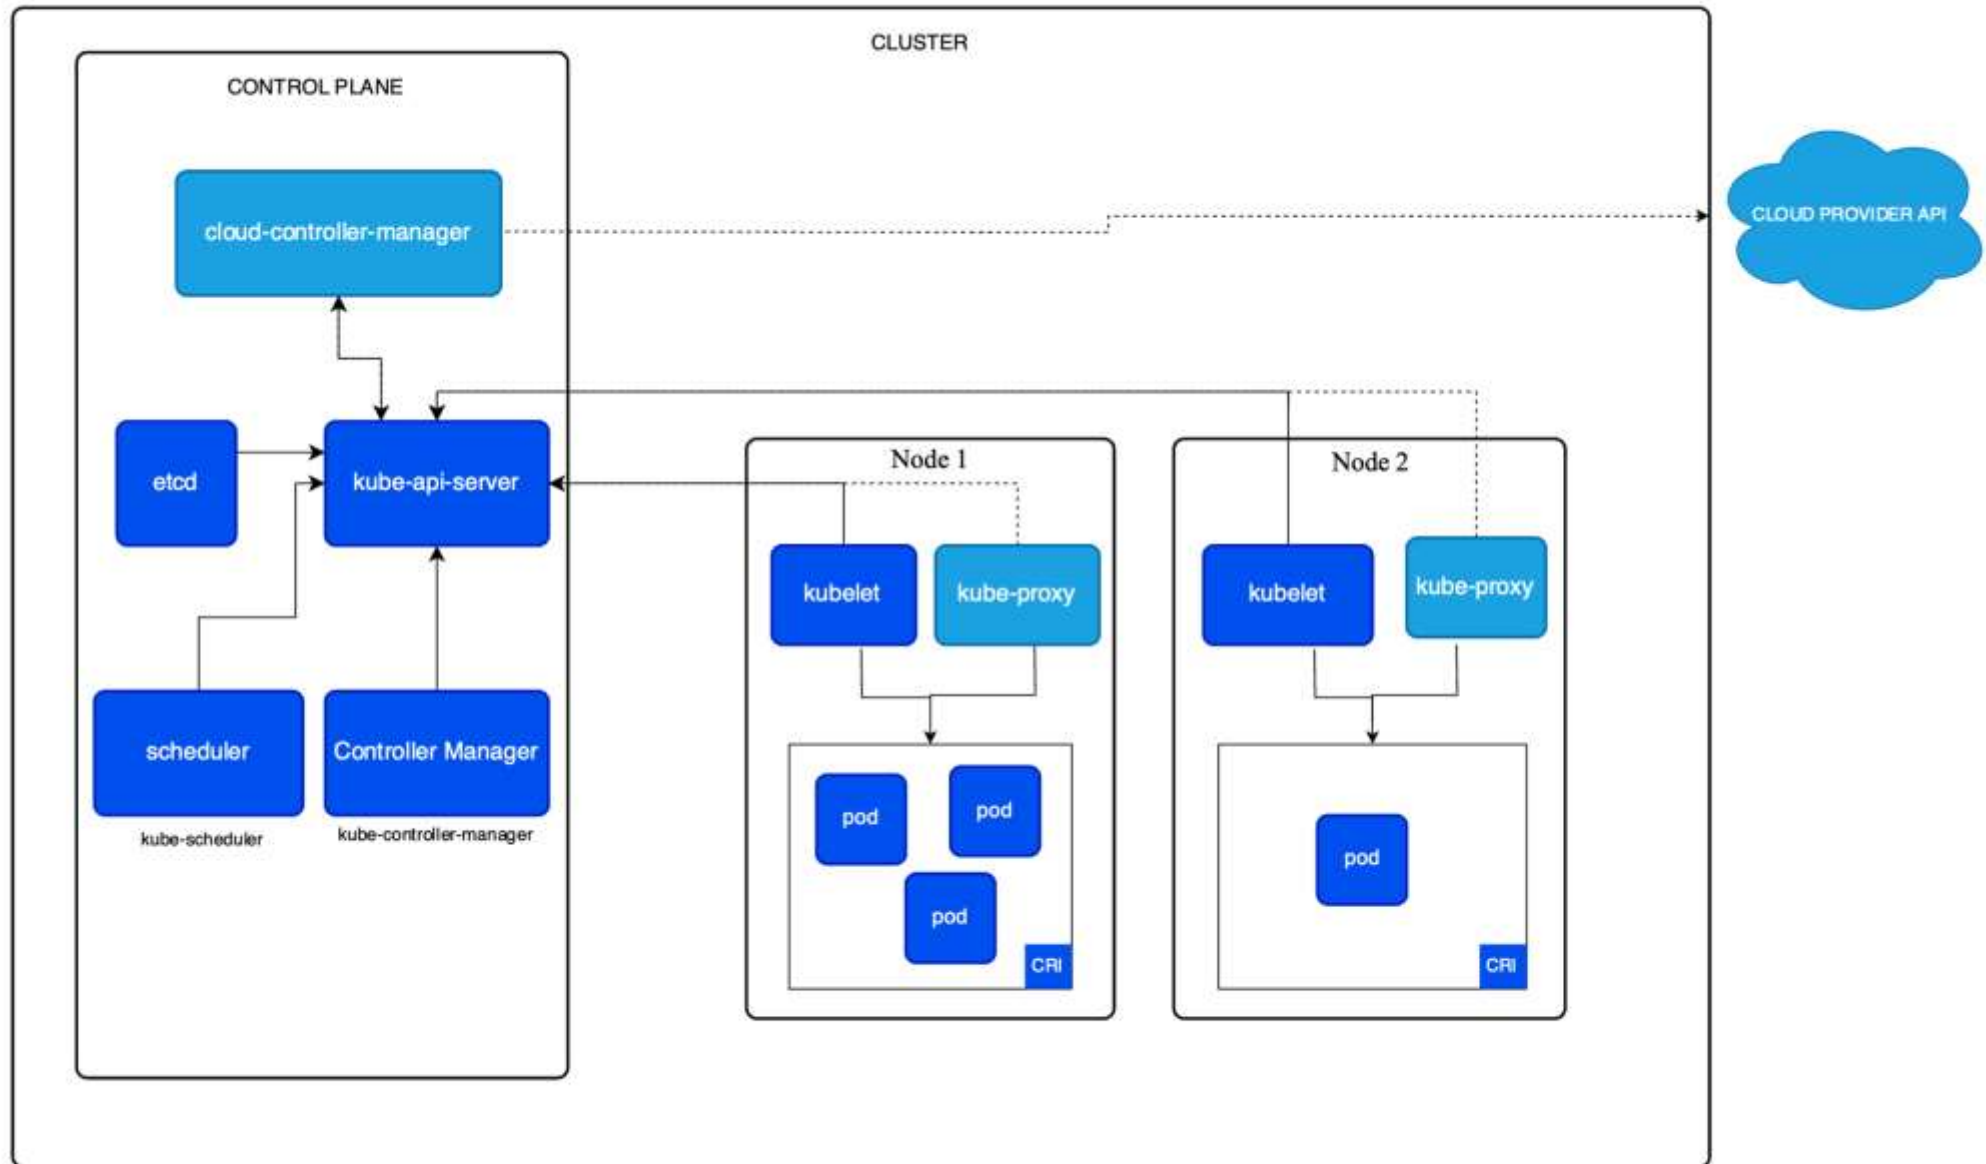 CLUSTER
CONTROL PLANE
cloud-controller-manager
CLOUD PROVIDER API
etcd
kube-api-server
scheduler
kube-scheduler
Controller Manager
kube-controller-manager
Node 1
kubelet
kube-proxy
pod
pod
pod
CRI
Node 2
kubelet
kube-proxy
pod
CRI